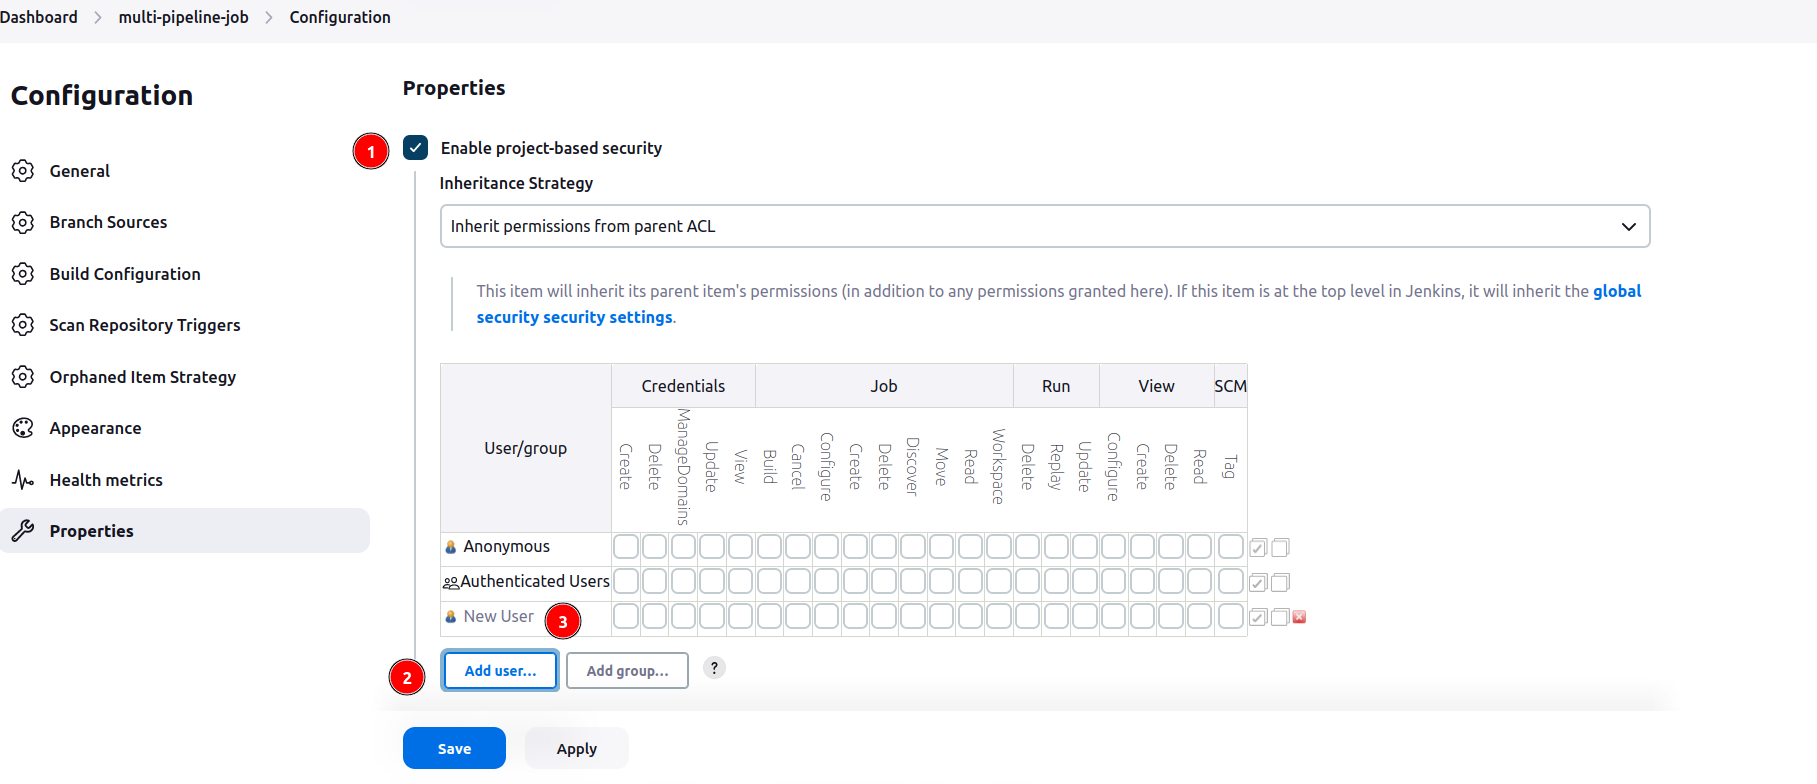 Dashboard > multi-pipeline-job > Configuration
Configuration
General
Branch Sources
Build Configuration
Scan Repository Triggers
Orphaned Item Strategy
Appearance
Health metrics
Properties
Properties
1
Enable project-based security
Inheritance Strategy
Inherit permissions from parent ACL
This item will inherit its parent item's permissions (in addition to any permissions granted here). If this item is at the top level in Jenkins, it will inherit the global
security security settings.
User/group
Credentials Job Run View SCM
Create Delete ManageDomains Update View Build Cancel Configure Create Delete Discover Move Read Workspace Delete Replay Update Configure Create Delete Read Tag
Anonymous
Authenticated Users
New User 3
2 Add user... Add group... ?
Save Apply